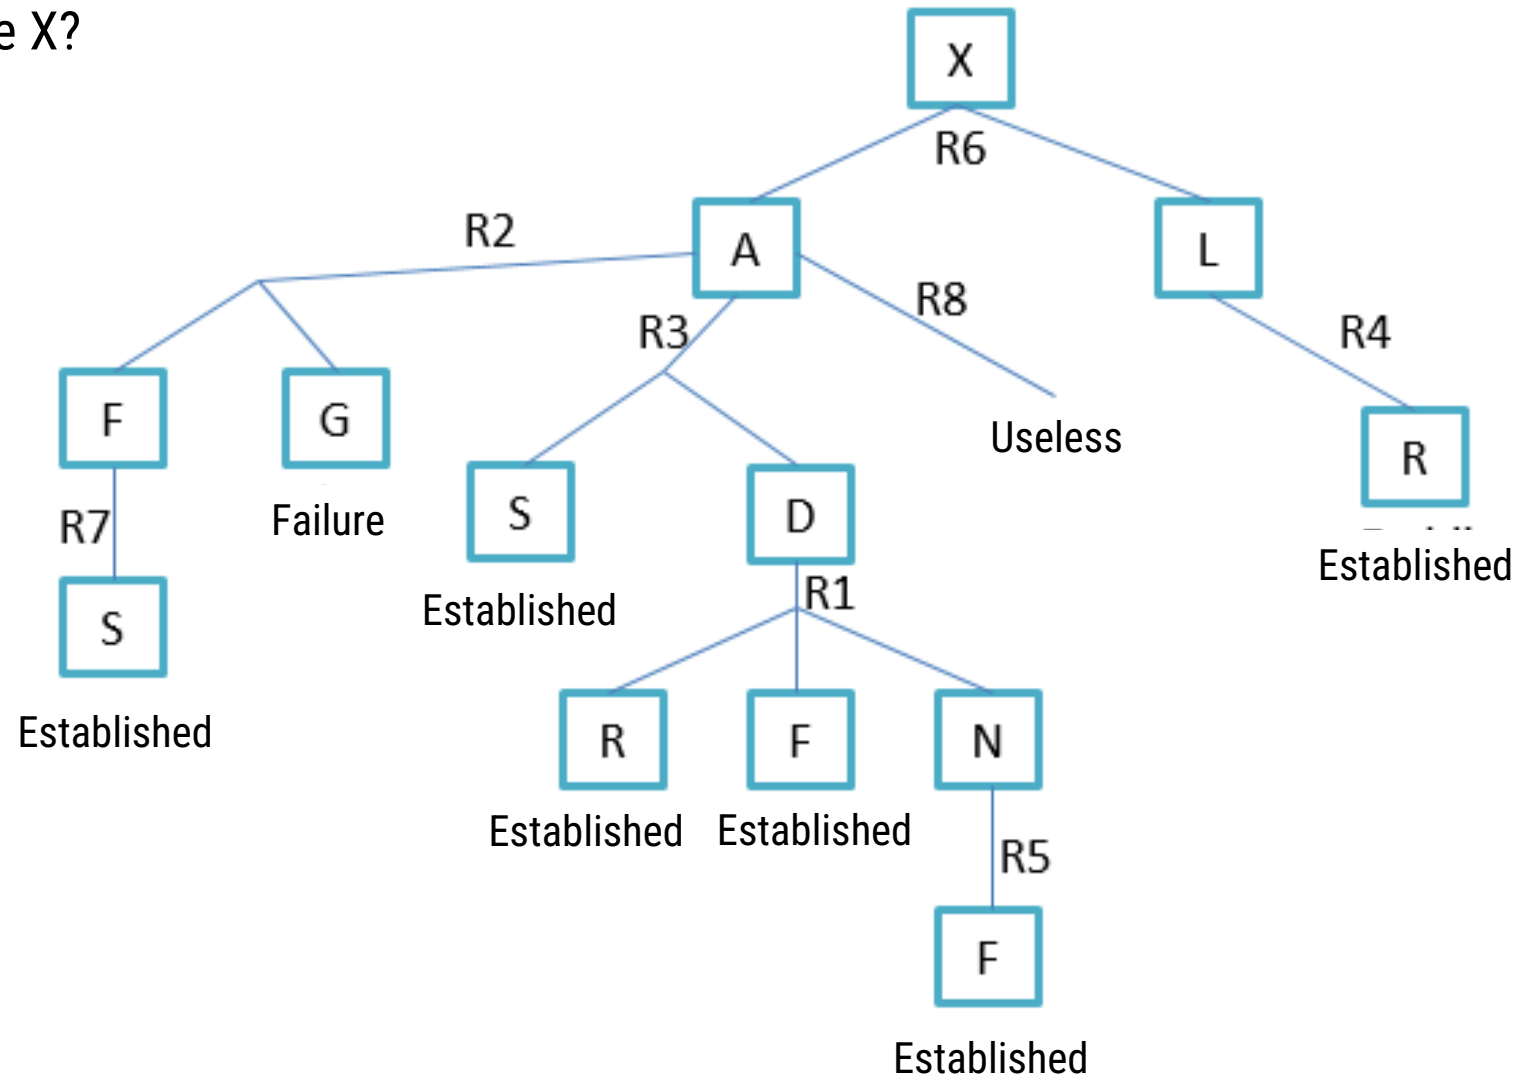 e X?
X
R6
R2
A
L
R8
R3
R4
F
G
S
D
Useless
R
R7
Failure
Established
Established
R1
S
Established
R
F
N
Established
Established
R5
F
Established